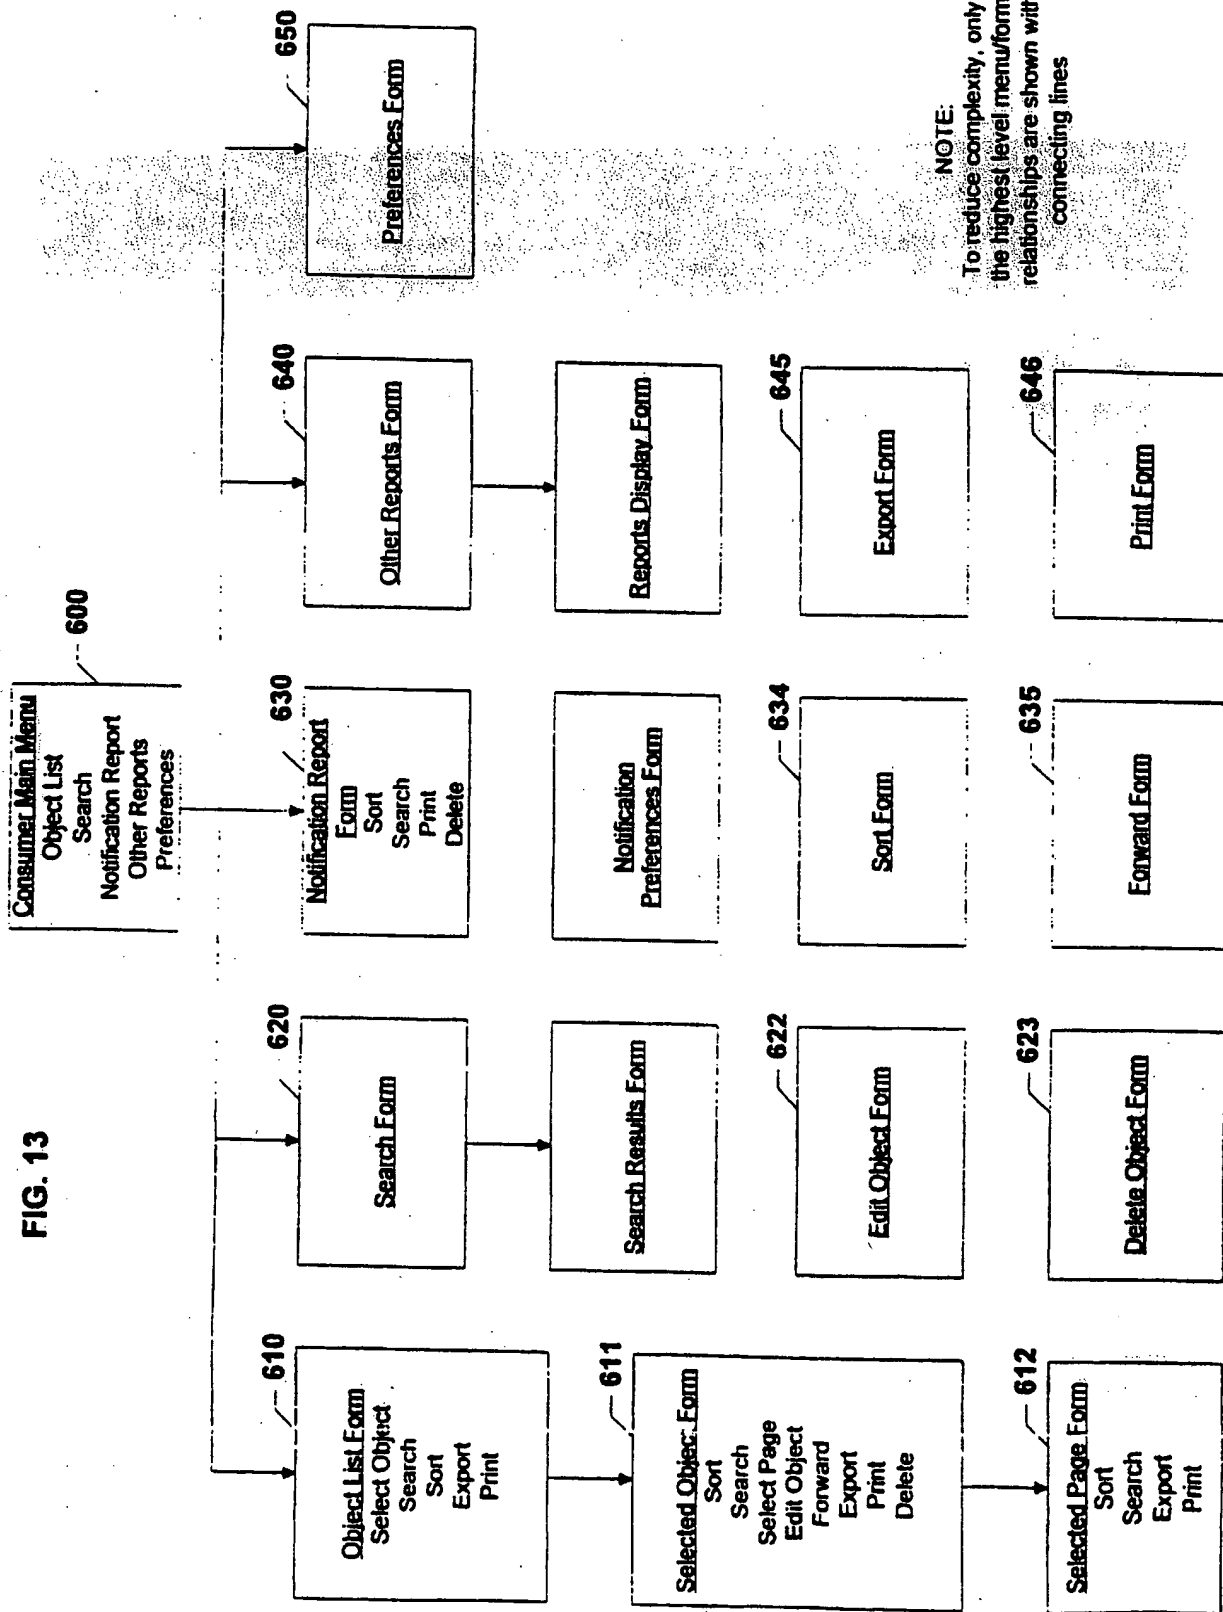 FIG. 13
Consumer Main Menu
Object List
Search
Notification Report
Other Reports
Preferences
600
610
Object List Form
Select Object
Search
Sort
Export
Print
620
Search Form
630
Notification Report
Form
Sort
Search
Print
Delete
640
Other Reports Form
650
Preferences Form
611
Selected Object Form
Sort
Search
Select Page
Edit Object
Forward
Export
Print
Delete
Search Results Form
Notification
Preferences Form
Reports Display Form
622
Edit Object Form
634
Sort Form
645
Export Form
612
Selected Page Form
Sort
Search
Export
Print
623
Delete Object Form
635
Forward Form
646
Print Form
NOTE:
To reduce complexity, only
the highest level menu/form
relationships are shown with
connecting lines